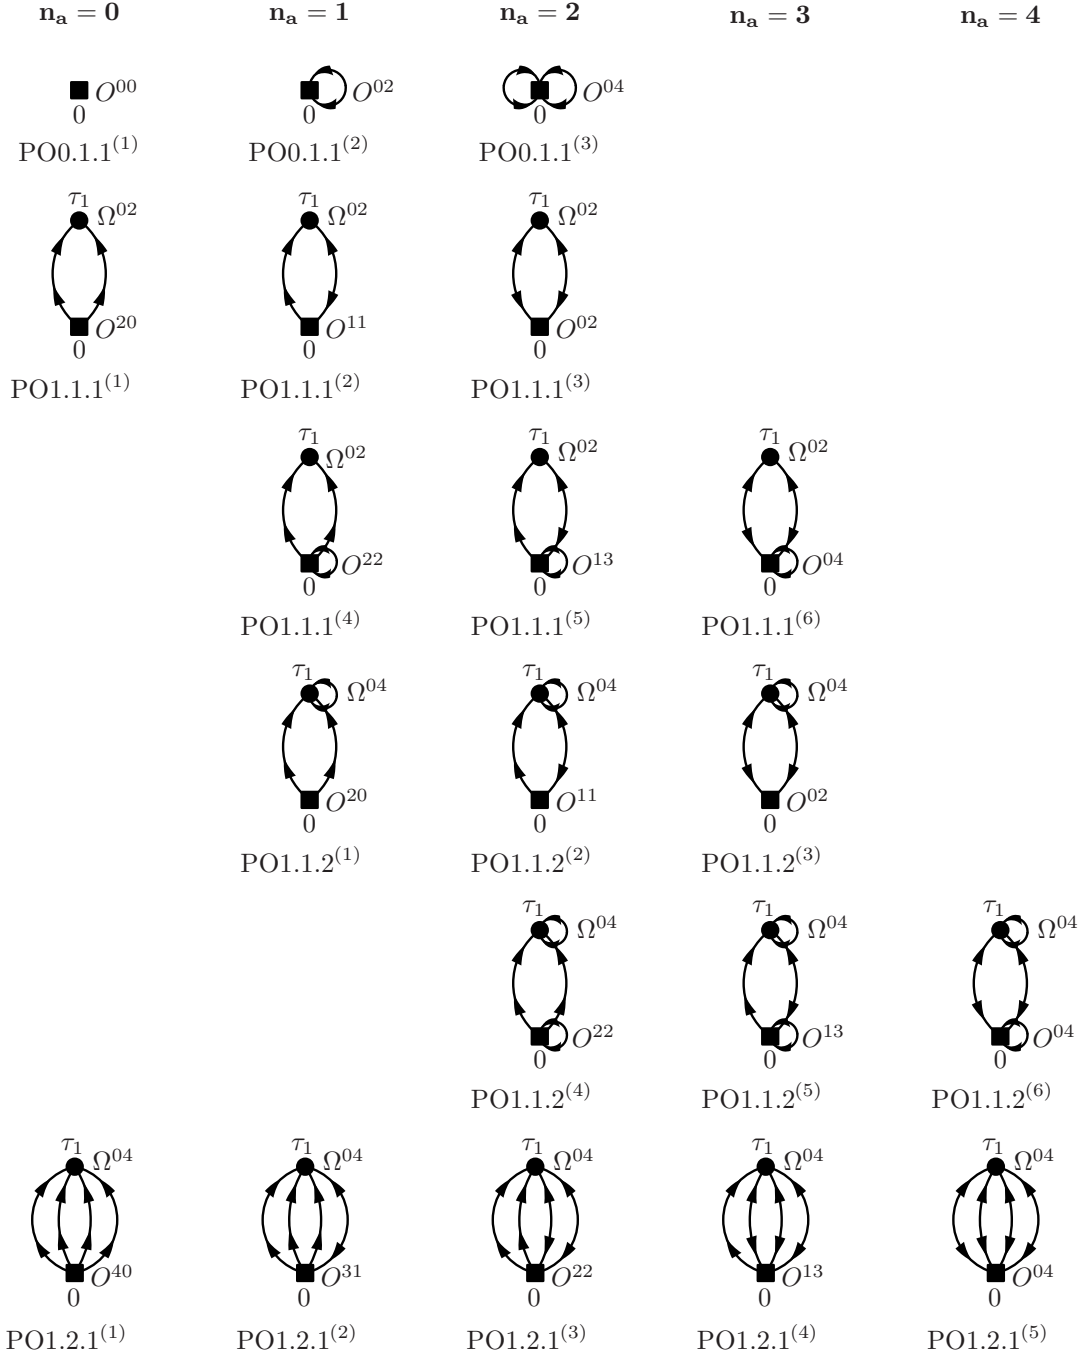 n_a = 0 n_a = 1 n_a = 2 n_a = 3 n_a = 4
O^{00} O^{02} O^{04}
0 0 0
PO0.1.1^{(1)} PO0.1.1^{(2)} PO0.1.1^{(3)}
τ_1 τ_1 τ_1
Ω^{02} Ω^{02} Ω^{02}
O^{20} O^{11} O^{02}
0 0 0
PO1.1.1^{(1)} PO1.1.1^{(2)} PO1.1.1^{(3)}
τ_1 τ_1 τ_1
Ω^{02} Ω^{02} Ω^{02}
O^{22} O^{13} O^{04}
0 0 0
PO1.1.1^{(4)} PO1.1.1^{(5)} PO1.1.1^{(6)}
τ_1 τ_1 τ_1
Ω^{04} Ω^{04} Ω^{04}
O^{20} O^{11} O^{02}
0 0 0
PO1.1.2^{(1)} PO1.1.2^{(2)} PO1.1.2^{(3)}
τ_1 τ_1 τ_1
Ω^{04} Ω^{04} Ω^{04}
O^{22} O^{13} O^{04}
0 0 0
PO1.1.2^{(4)} PO1.1.2^{(5)} PO1.1.2^{(6)}
τ_1 τ_1 τ_1 τ_1 τ_1
Ω^{04} Ω^{04} Ω^{04} Ω^{04} Ω^{04}
O^{40} O^{31} O^{22} O^{13} O^{04}
0 0 0 0 0
PO1.2.1^{(1)} PO1.2.1^{(2)} PO1.2.1^{(3)} PO1.2.1^{(4)} PO1.2.1^{(5)}